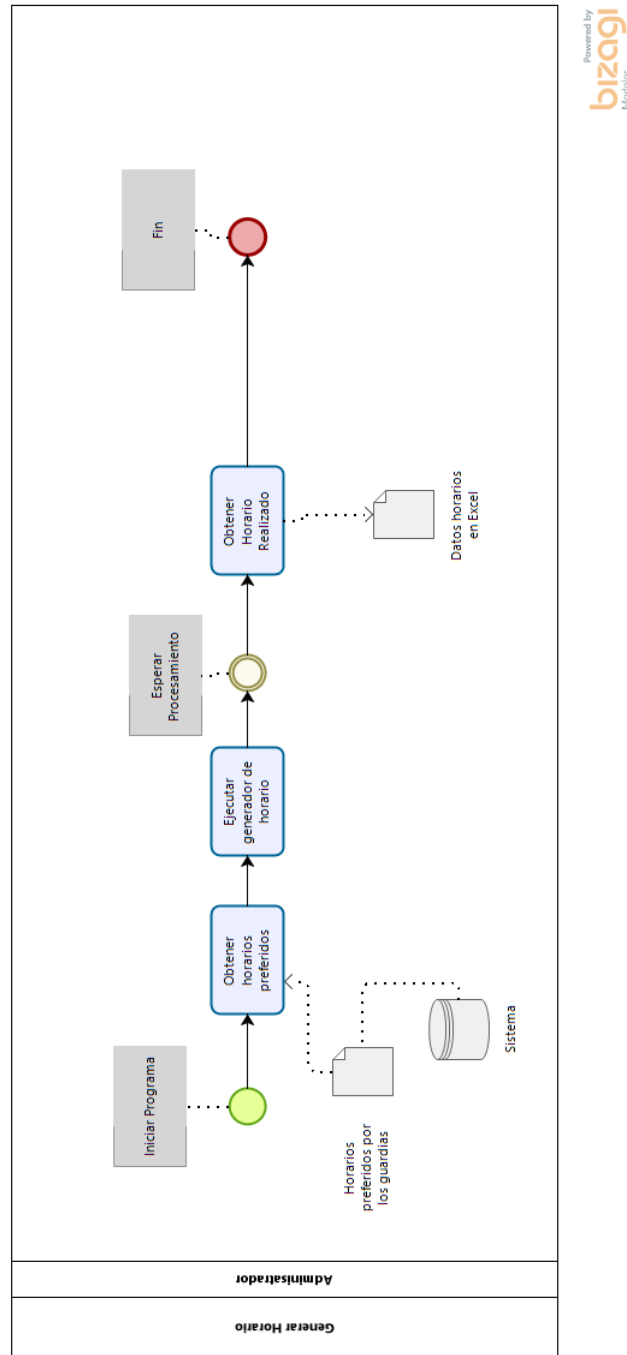 Generar Horario
Adminisatrador
Iniciar Programa
Horarios
preferidos por
los guardias
Sistema
Obtener
horarios
preferidos
Ejecutar
generador de
horario
Esperar
Procesamiento
Obtener
Horario
Realizado
Datos horarios
en Excel
Fin
Powered by
bizagi
Modeler